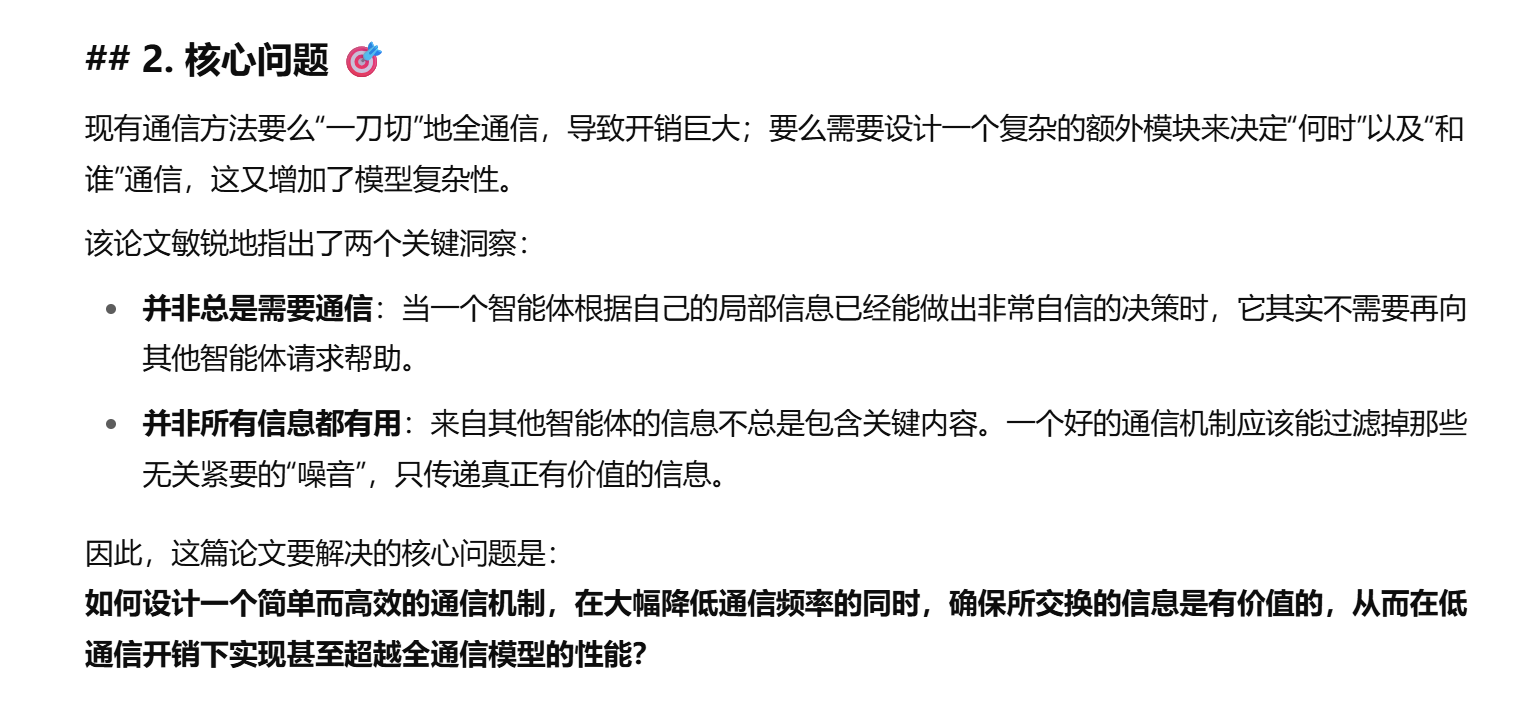 ## 2. 核心问题 🎯
现有通信方法要么“一刀切”地全通信，导致开销巨大；要么需要设计一个复杂的额外模块来决定“何时”以及“和
谁”通信，这又增加了模型复杂性。
该论文敏锐地指出了两个关键洞察：
• 并非总是需要通信：当一个智能体根据自己的局部信息已经能做出非常自信的决策时，它其实不需要再向
其他智能体请求帮助。
• 并非所有信息都有用：来自其他智能体的信息不总是包含关键内容。一个好的通信机制应该能过滤掉那些
无关紧要的“噪音”，只传递真正有价值的信息。
因此，这篇论文要解决的核心问题是：
如何设计一个简单而高效的通信机制，在大幅降低通信频率的同时，确保所交换的信息是有价值的，从而在低
通信开销下实现甚至超越全通信模型的性能？